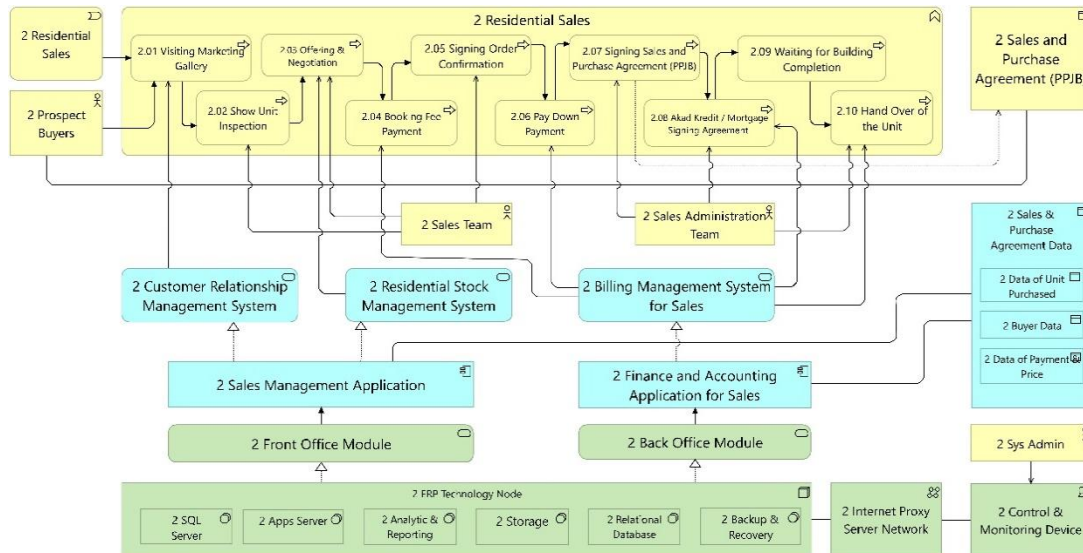 2 Residential Sales
2 Residential
Sales
2.01 Visiting Marketing
Gallery
2.03 Offering &
Negotiation
2.05 Signing Order
Confirmation
2.07 Signing Sales and
Purchase Agreement (PPJB)
2.09 Waiting for Building
Completion
2 Sales and
Purchase
Agreement (PPJB)
2 Prospect
Buyers
2.02 Show Unit
Inspection
2.04 Booking Fee
Payment
2.06 Pay Down
Payment
2.08 Akad Kredit / Mortgage
Signing Agreement
2.10 Hand Over of
the Unit
2 Sales Team
2 Sales Administration
Team
2 Sales &
Purchase
Agreement Data
2 Data of Unit
Purchased
2 Buyer Data
2 Data of Payment &
Price
2 Customer Relationship
Management System
2 Residential Stock
Management System
2 Billing Management System
for Sales
2 Sales Management Application
2 Finance and Accounting
Application for Sales
2 Front Office Module
2 Back Office Module
2 Sys Admin
2 ERP Technology Node
2 SQL
Server
2 Apps Server
2 Analytic &
Reporting
2 Storage
2 Relational
Database
2 Backup &
Recovery
2 Internet Proxy
Server Network
2 Control &
Monitoring Device